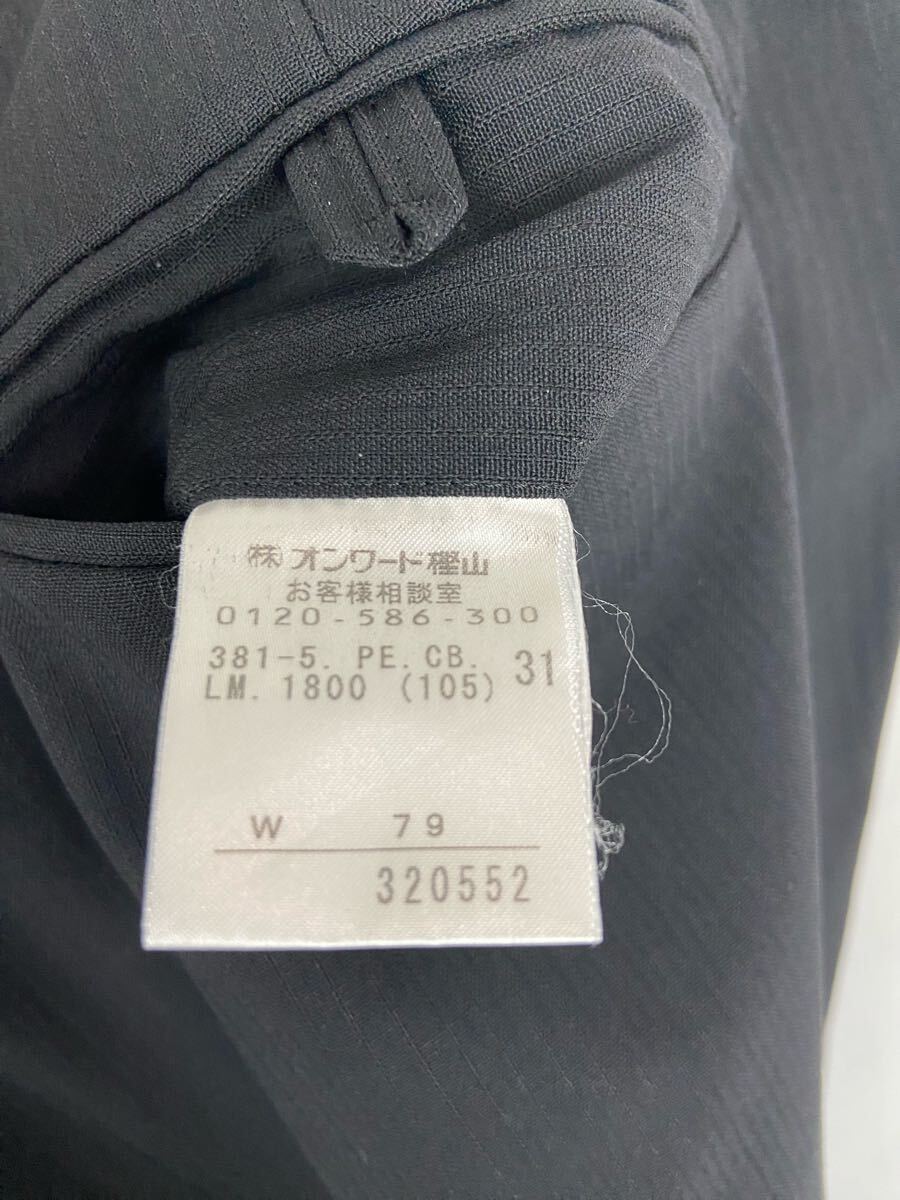 ㈱オンワード樫山
お客様相談室
0120-586-300
381-5. PE. CB. 31
LM. 1800 (105)
W 79
320552